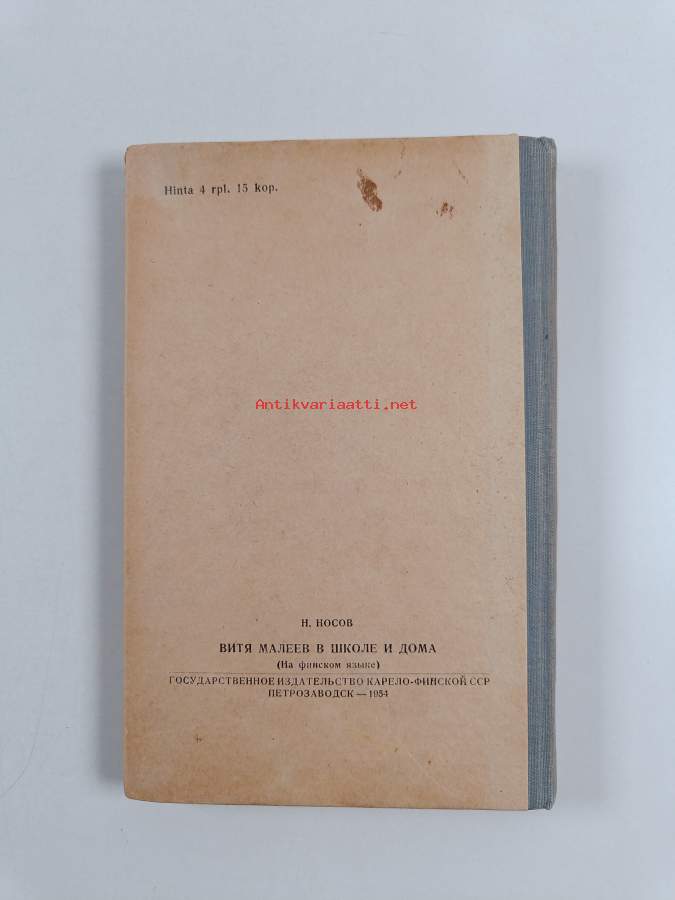 Hinta 4 rpl. 15 kop.
Antikvariaatti.net
Н. НОСОВ
ВИТЯ МАЛЕЕВ В ШКОЛЕ И ДОМА
(На финском языке)
ГОСУДАРСТВЕННОЕ ИЗДАТЕЛЬСТВО КАРЕЛО-ФИНСКОЙ ССР
ПЕТРОЗАВОДСК — 1954